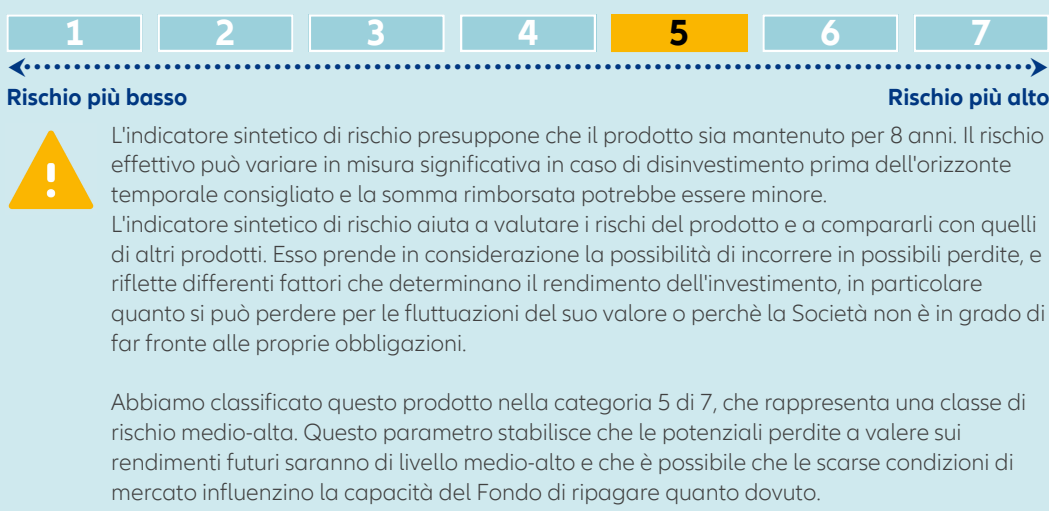 1 2 3 4 5 6 7
Rischio più basso Rischio più alto
L'indicatore sintetico di rischio presuppone che il prodotto sia mantenuto per 8 anni. Il rischio
effettivo può variare in misura significativa in caso di disinvestimento prima dell'orizzonte
temporale consigliato e la somma rimborsata potrebbe essere minore.
L'indicatore sintetico di rischio aiuta a valutare i rischi del prodotto e a compararli con quelli
di altri prodotti. Esso prende in considerazione la possibilità di incorrere in possibili perdite, e
riflette differenti fattori che determinano il rendimento dell'investimento, in particolare
quanto si può perdere per le fluttuazioni del suo valore o perchè la Società non è in grado di
far fronte alle proprie obbligazioni.
Abbiamo classificato questo prodotto nella categoria 5 di 7, che rappresenta una classe di
rischio medio-alta. Questo parametro stabilisce che le potenziali perdite a valere sui
rendimenti futuri saranno di livello medio-alto e che è possibile che le scarse condizioni di
mercato influenzino la capacità del Fondo di ripagare quanto dovuto.